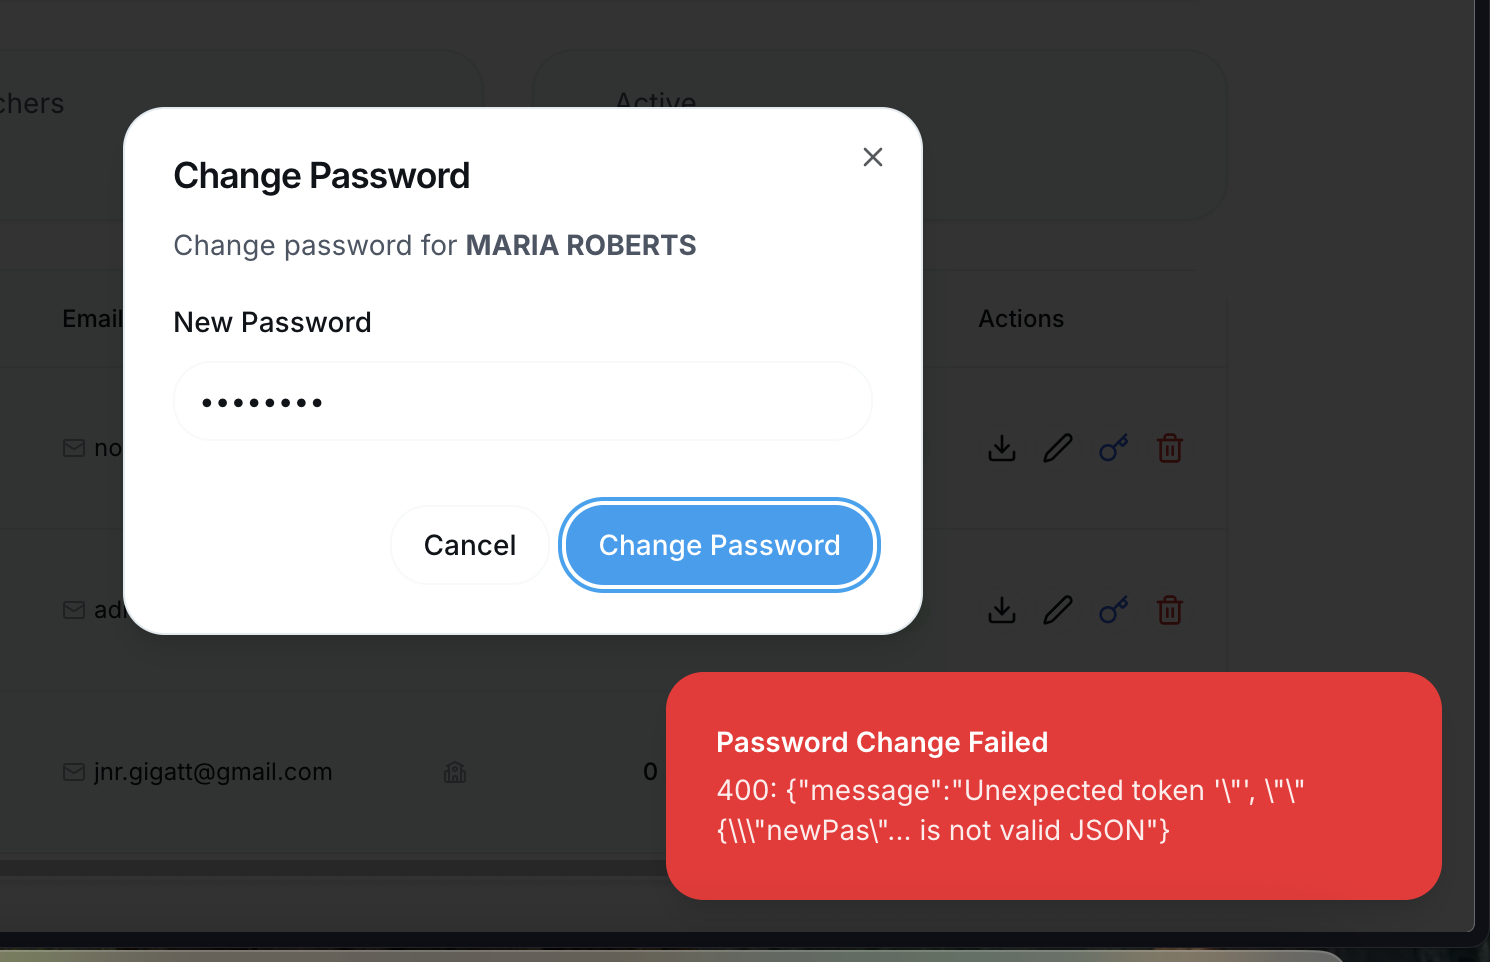 chers
Active
Change Password
Change password for MARIA ROBERTS
New Password
Cancel
Change Password
Email
Actions
no
ad
jnr.gigatt@gmail.com
0
Password Change Failed
400: {"message":"Unexpected token '\"', \"\"
{\\\"newPas\"... is not valid JSON"}